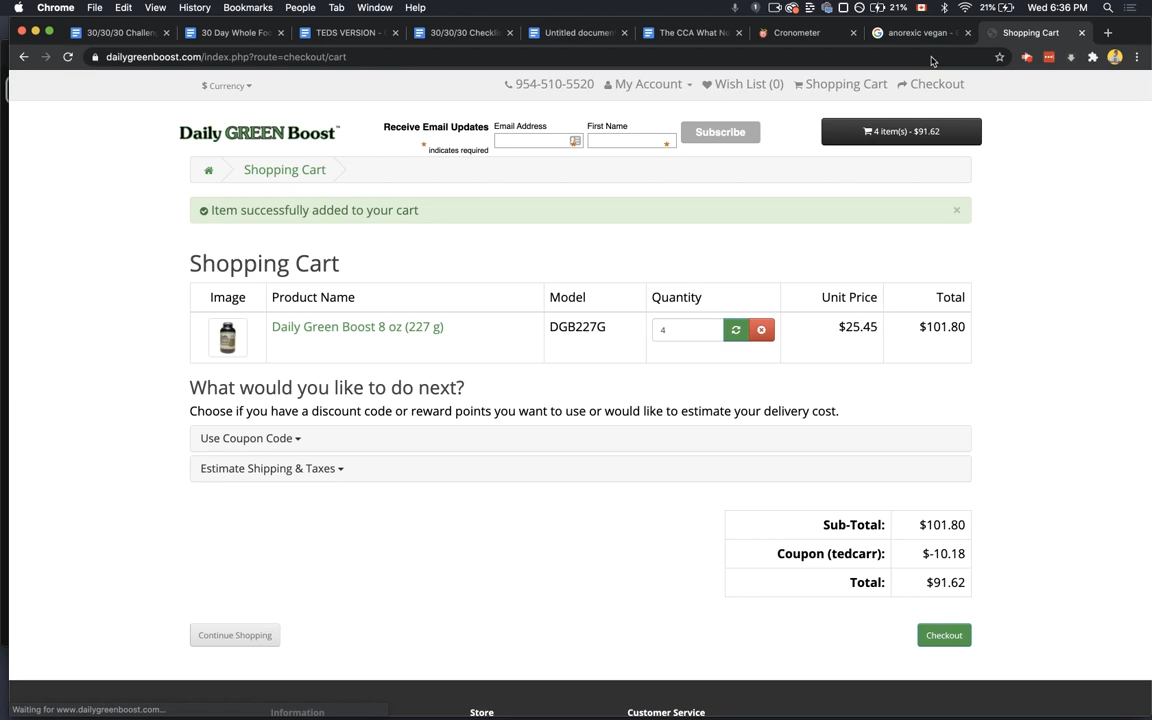 Chrome File Edit View History Bookmarks People Tab Window Help 21% 21% Wed 6:36 PM
30/30/30 Challen 30 Day Whole Foo TEDS VERSION - 30/30/30 Checkli Untitled documen The CCA What No Cronometer anorexic vegan - G Shopping Cart
dailygreenboost.com/index.php?route=checkout/cart
$ Currency 954-510-5520 My Account Wish List (0) Shopping Cart Checkout
Daily GREEN Boost™
Receive Email Updates Email Address First Name Subscribe
* indicates required
4 item(s) - $91.62
Shopping Cart
Item successfully added to your cart ×
Shopping Cart
Image Product Name Model Quantity Unit Price Total
Daily Green Boost 8 oz (227 g) DGB227G 4 $25.45 $101.80
What would you like to do next?
Choose if you have a discount code or reward points you want to use or would like to estimate your delivery cost.
Use Coupon Code
Estimate Shipping & Taxes
Sub-Total: $101.80
Coupon (tedcarr): $-10.18
Total: $91.62
Continue Shopping Checkout
Waiting for www.dailygreenboost.com...
Information Store Customer Service